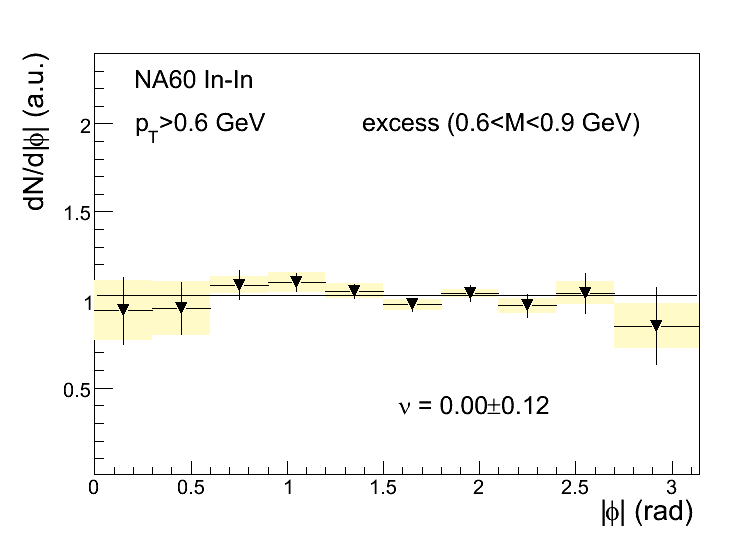 NA60 In-In
pT>0.6 GeV excess (0.6<M<0.9 GeV)
dN/d|ϕ| (a.u.)
2
1.5
1
0.5
ν = 0.00±0.12
0 0.5 1 1.5 2 2.5 3
|ϕ| (rad)